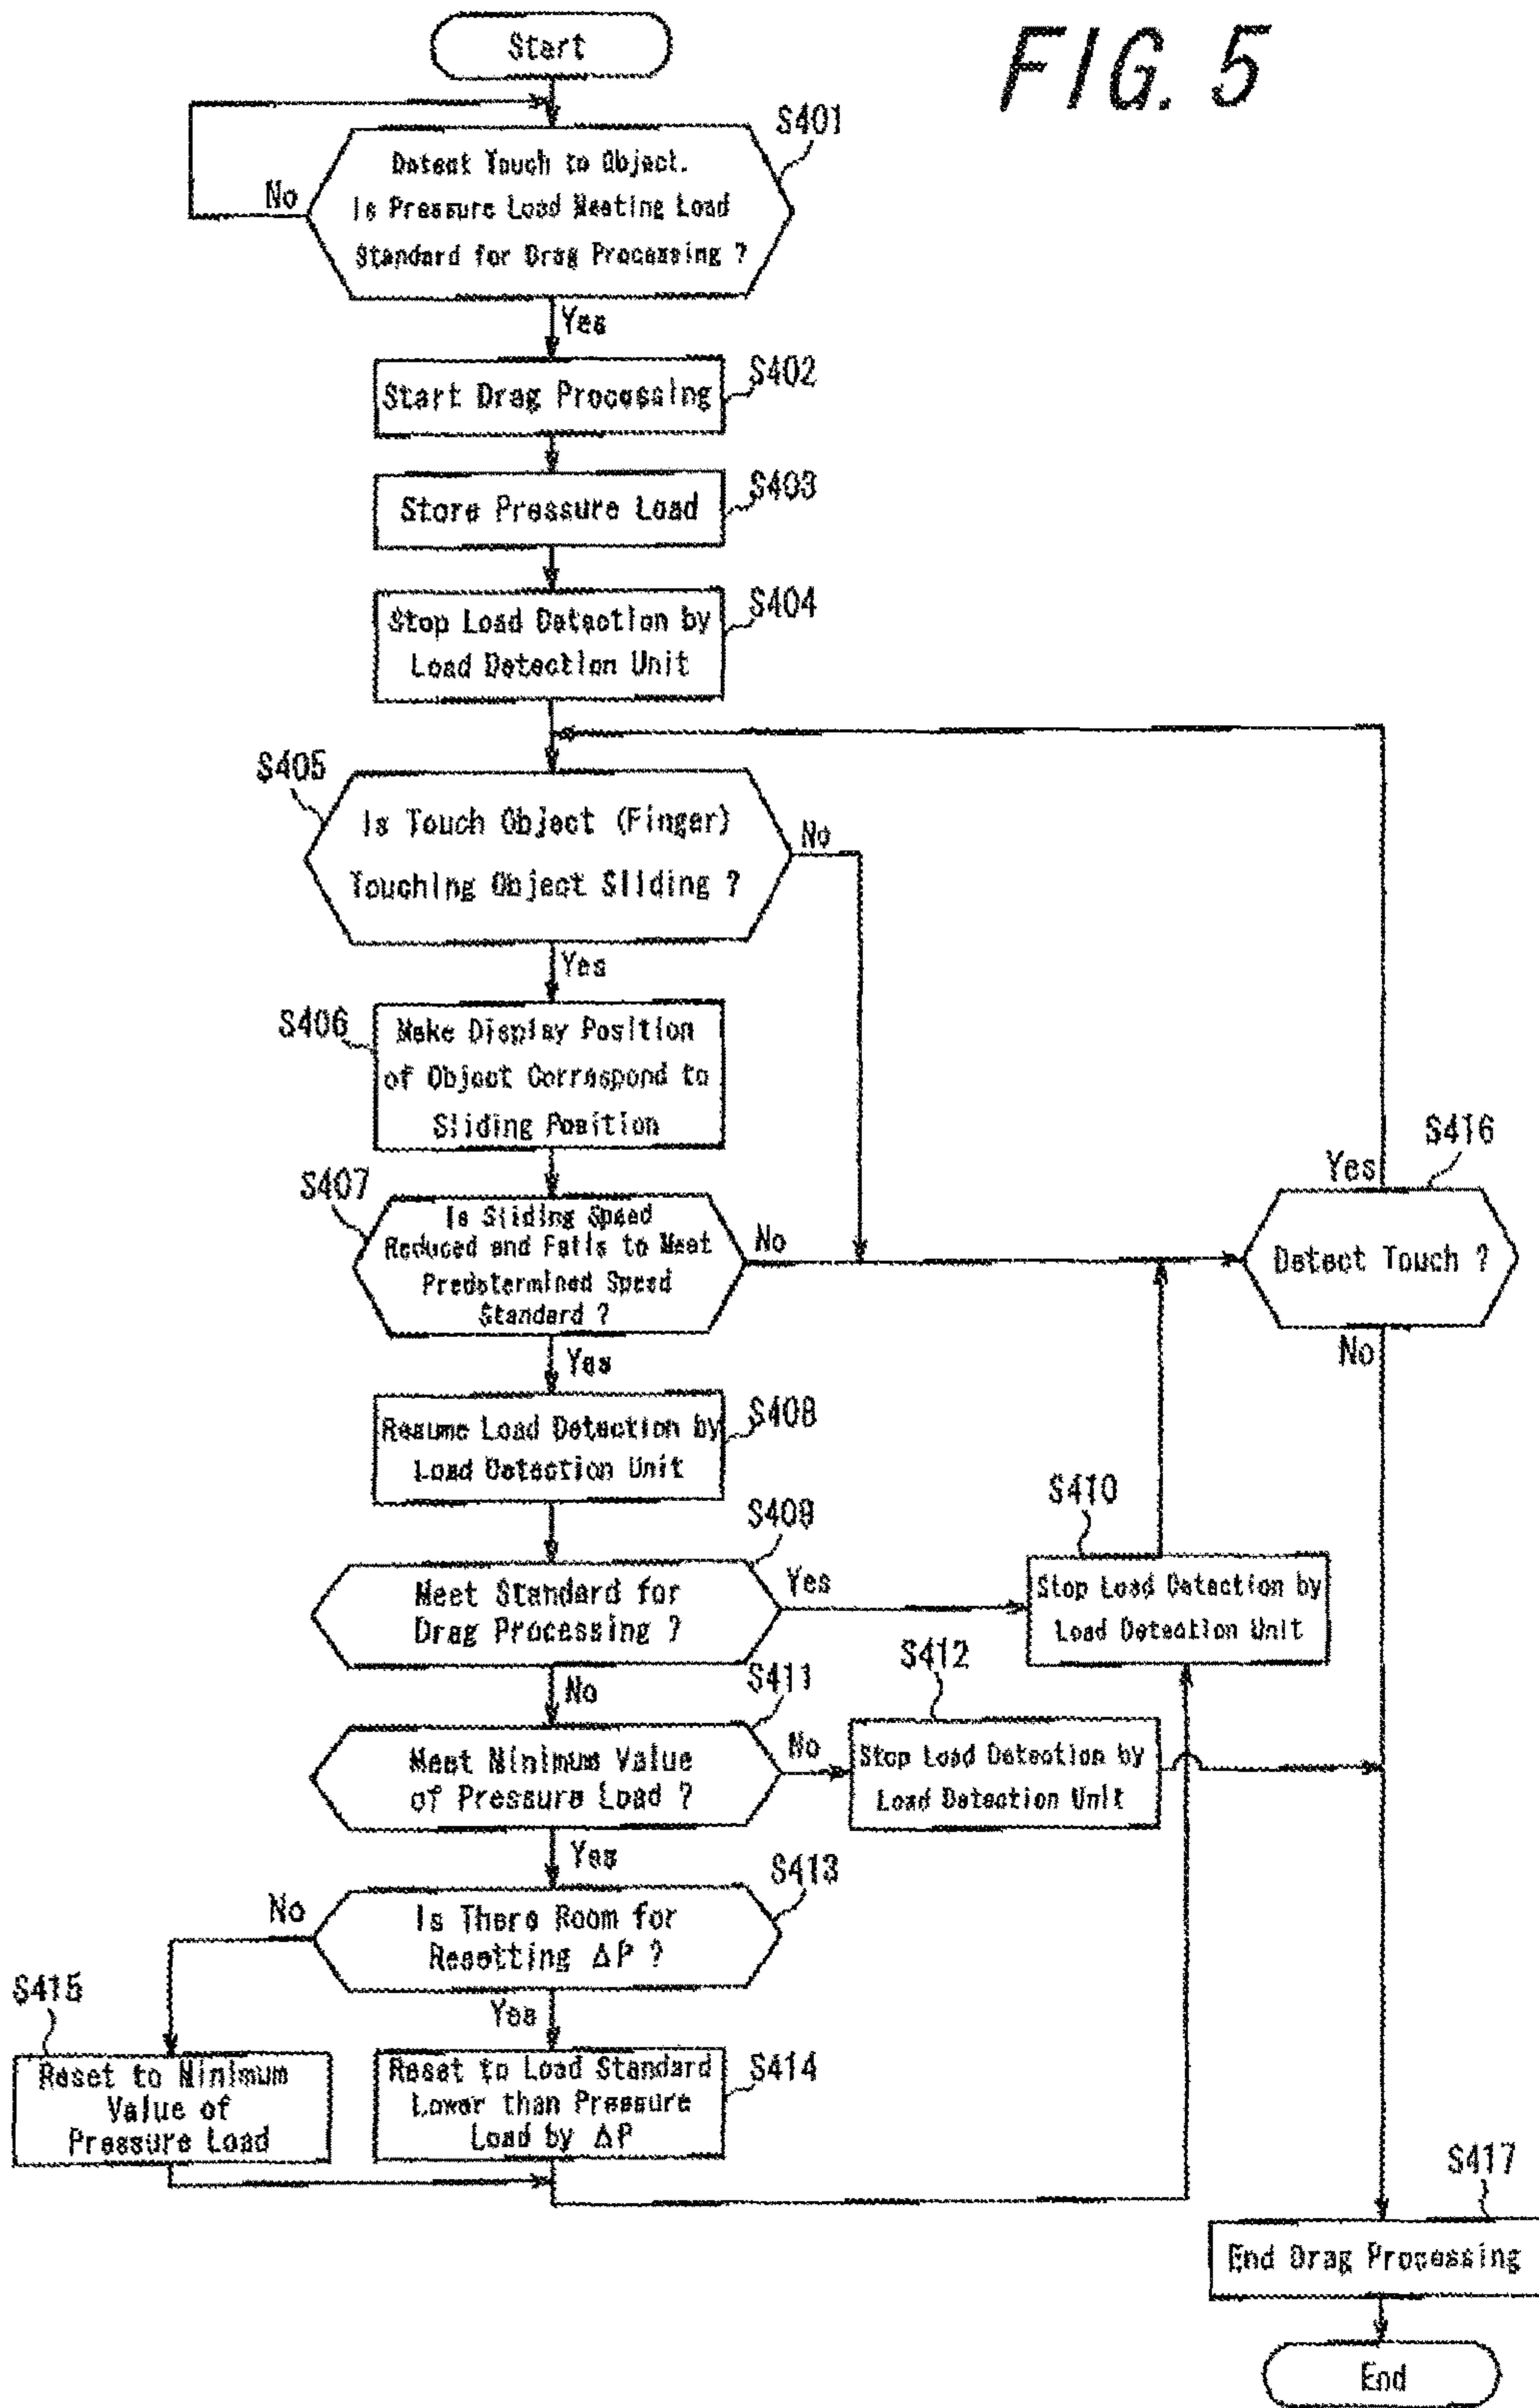 FIG. 5
Start
S401
Detect Touch to Object.
Is Pressure Load Meeting Load
Standard for Drag Processing ?
No
Yes
S402
Start Drag Processing
S403
Store Pressure Load
S404
Stop Load Detection by
Load Detection Unit
S405
Is Touch Object (Finger)
Touching Object Sliding ?
No
Yes
S406
Make Display Position
of Object Correspond to
Sliding Position
S407
Is Sliding Speed
Reduced and Fails to Meet
Predetermined Speed
Standard ?
No
Yes
S416
Yes
Detect Touch ?
No
S408
Resume Load Detection by
Load Detection Unit
S409
Meet Standard for
Drag Processing ?
Yes
No
S410
Stop Load Detection by
Load Detection Unit
S411
Meet Minimum Value
of Pressure Load ?
No
Yes
S412
Stop Load Detection by
Load Detection Unit
S413
Is There Room for
Resetting ΔP ?
No
Yes
S415
Reset to Minimum
Value of
Pressure Load
S414
Reset to Load Standard
Lower than Pressure
Load by ΔP
S417
End Drag Processing
End